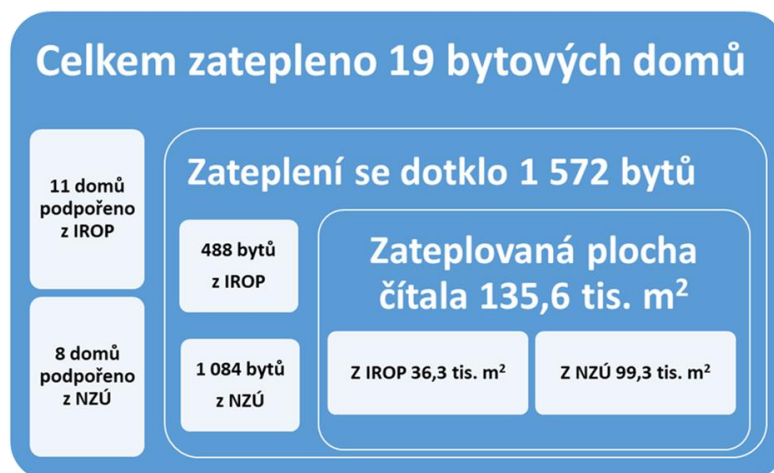 Celkem zatepleno 19 bytových domů
11 domů
podpořeno
z IROP
8 domů
podpořeno
z NZÚ
Zateplení se dotklo 1 572 bytů
488 bytů
z IROP
1 084 bytů
z NZÚ
Zateplovaná plocha
čítala 135,6 tis. m²
Z IROP 36,3 tis. m²
Z NZÚ 99,3 tis. m²